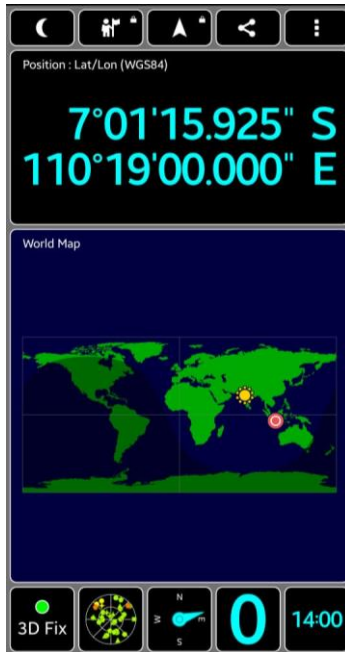 Position : Lat/Lon (WGS84)
7°01'15.925" S
110°19'00.000" E
World Map
3D Fix
N
W E
S
0
14:00